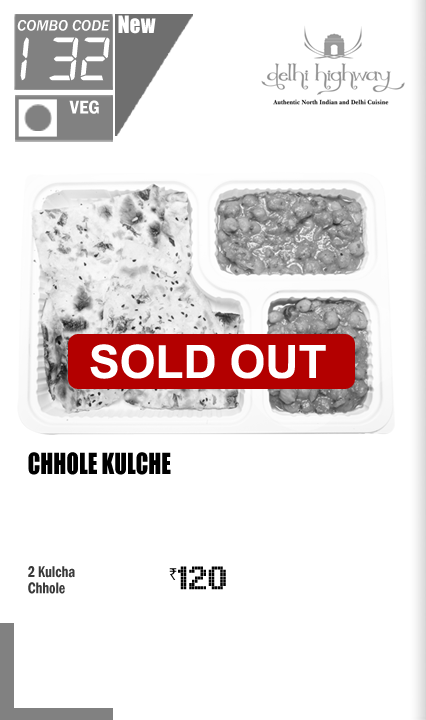 COMBO CODE
New
132
VEG
delhi highway
Authentic North Indian and Delhi Cuisine
SOLD OUT
CHHOLE KULCHE
2 Kulcha
Chhole
₹120